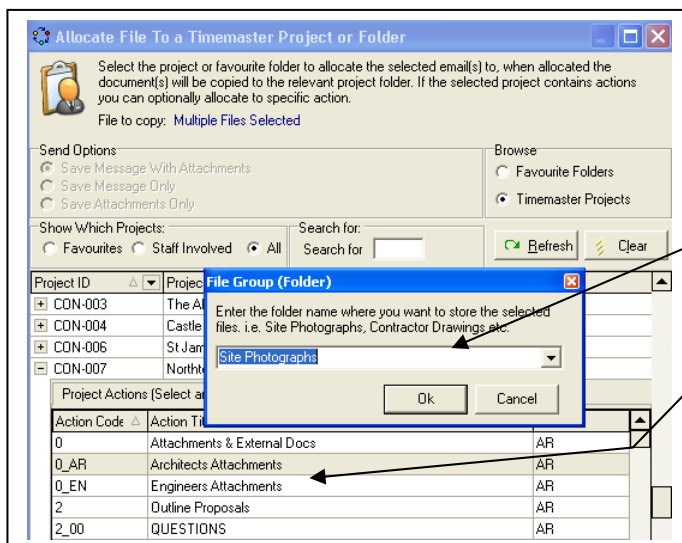 Allocate File To a Timemaster Project or Folder
Select the project or favourite folder to allocate the selected email(s) to, when allocated the
document(s) will be copied to the relevant project folder. If the selected project contains actions
you can optionally allocate to specific action.
File to copy: Multiple Files Selected
Send Options
Save Message With Attachments
Save Message Only
Save Attachments Only
Browse
Favourite Folders
Timemaster Projects
Show Which Projects:
Favourites
Staff Involved
All
Search for:
Search for
Refresh
Clear
Project ID
Projec
CON-003
The Al
CON-004
Castle
CON-006
St Jam
CON-007
Northt
File Group (Folder)
Enter the folder name where you want to store the selected
files. i.e. Site Photographs, Contractor Drawings etc.
Site Photographs
Ok
Cancel
Project Actions (Select a
Action Code
Action Ti
0 Attachments & External Docs AR
0_AR Architects Attachments AR
0_EN Engineers Attachments AR
2 Outline Proposals AR
2_00 QUESTIONS AR